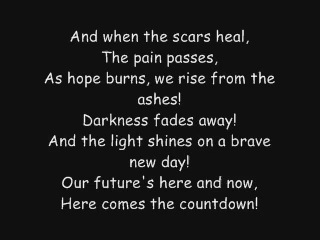 And when the scars heal,
The pain passes,
As hope burns, we rise from the
ashes!
Darkness fades away!
And the light shines on a brave
new day!
Our future's here and now,
Here comes the countdown!